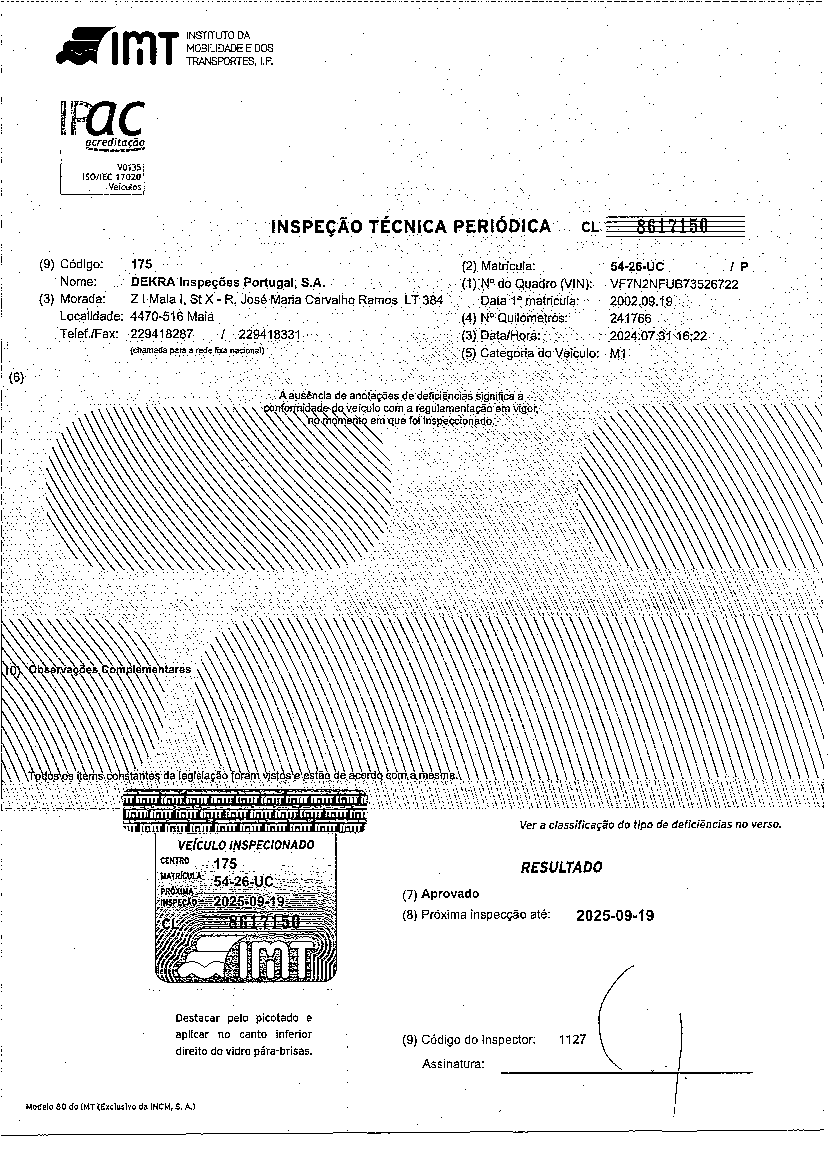 IMT INSTITUTO DA
MOBILIDADE E DOS
TRANSPORTES, I.P.
IPac
acreditação
V0135
ISO/IEC 17020
Veículos
INSPEÇÃO TÉCNICA PERIÓDICA CL 8617150
(9) Código: 175
Nome: DEKRA Inspeções Portugal, S.A.
(3) Morada: Z I Maia I, St X - R. José Maria Carvalho Ramos, LT 384
Localidade: 4470-516 Maia
Telef./Fax: 229418287 / 229418331
(chamada para a rede fixa nacional)
(2) Matrícula: 54-26-UC / P
(1) Nº do Quadro (VIN): VF7N2NFUB73526722
Data 1ª matrícula: 2002.09.19
(4) Nº Quilómetros: 241766
(3) Data/Hora: 2024.07.31 16:22
(5) Categoria do Veículo: M1
(6)
A ausência de anotações de deficiências significa a
conformidade do veículo com a regulamentação em vigor,
no momento em que foi inspeccionado.
(10) Observações Complementares
Todos os itens constantes da legislação foram vistos e estão de acordo com a mesma.
Ver a classificação do tipo de deficiências no verso.
VEÍCULO INSPECIONADO
CENTRO 175
MATRÍCULA 54-26-UC
PRÓXIMA
INSPEÇÃO 2025-09-19
CL 8617150
IMT
RESULTADO
(7) Aprovado
(8) Próxima inspecção até: 2025-09-19
Destacar pelo picotado e
aplicar no canto inferior
direito do vidro pára-brisas.
(9) Código do Inspector: 1127
Assinatura:
Modelo 80 do IMT (Exclusivo da INCM, S. A.)